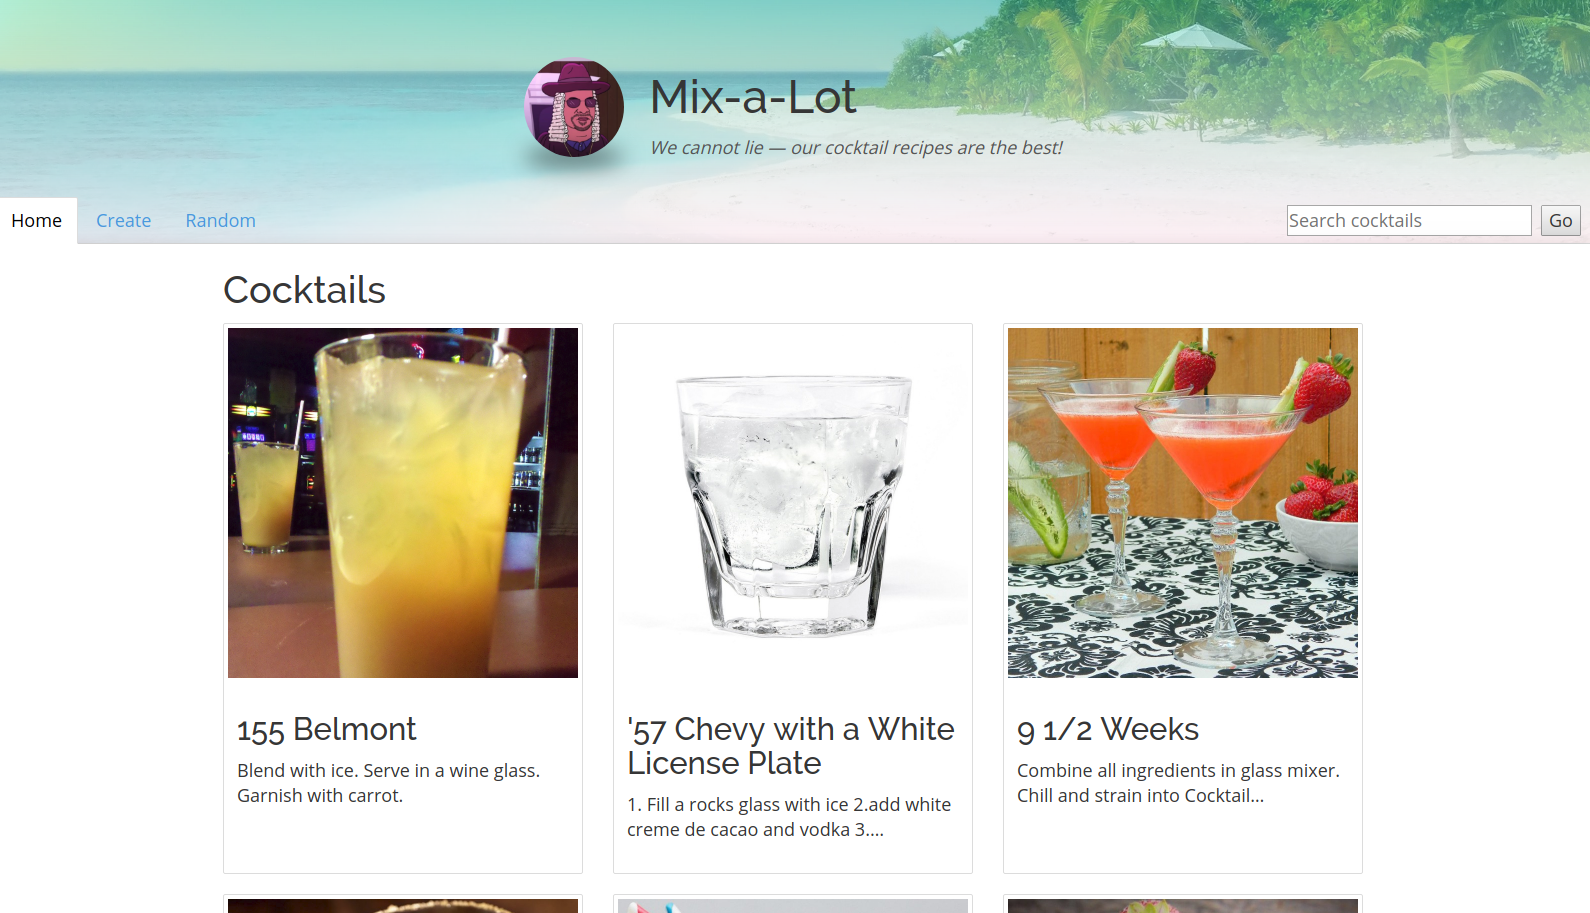 Mix-a-Lot
We cannot lie — our cocktail recipes are the best!
Home Create Random Search cocktails Go
Cocktails
155 Belmont
Blend with ice. Serve in a wine glass.
Garnish with carrot.
'57 Chevy with a White
License Plate
1. Fill a rocks glass with ice 2.add white
creme de cacao and vodka 3....
9 1/2 Weeks
Combine all ingredients in glass mixer.
Chill and strain into Cocktail...